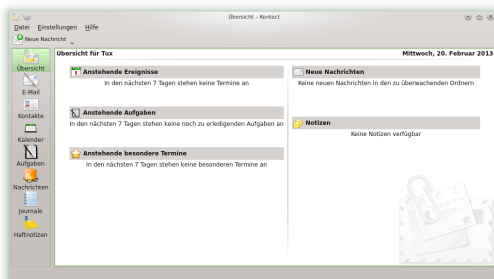 Übersicht – Kontact
Datei Einstellungen Hilfe
Neue Nachricht
Übersicht
E-Mail
Kontakte
Kalender
Aufgaben
Nachrichten
Journale
Haftnotizen
Übersicht für Tux
Mittwoch, 20. Februar 2013
Anstehende Ereignisse
In den nächsten 7 Tagen stehen keine Termine an
Anstehende Aufgaben
In den nächsten 7 Tagen stehen keine noch zu erledigenden Aufgaben an
Anstehende besondere Termine
In den nächsten 7 Tagen stehen keine besonderen Termine an
Neue Nachrichten
Keine neuen Nachrichten in den zu überwachenden Ordnern
Notizen
Keine Notizen verfügbar